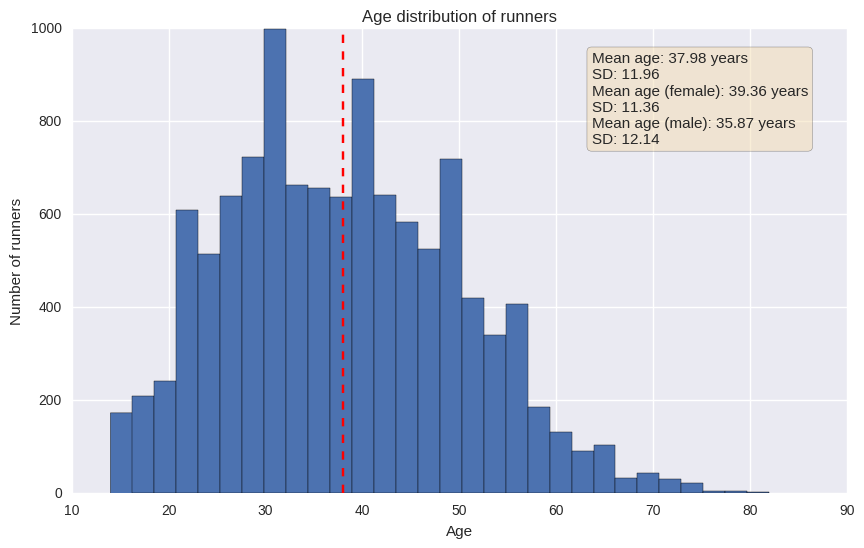 Age distribution of runners
Mean age: 37.98 years
SD: 11.96
Mean age (female): 39.36 years
SD: 11.36
Mean age (male): 35.87 years
SD: 12.14
Number of runners
1000
800
600
400
200
0
10 20 30 40 50 60 70 80 90
Age